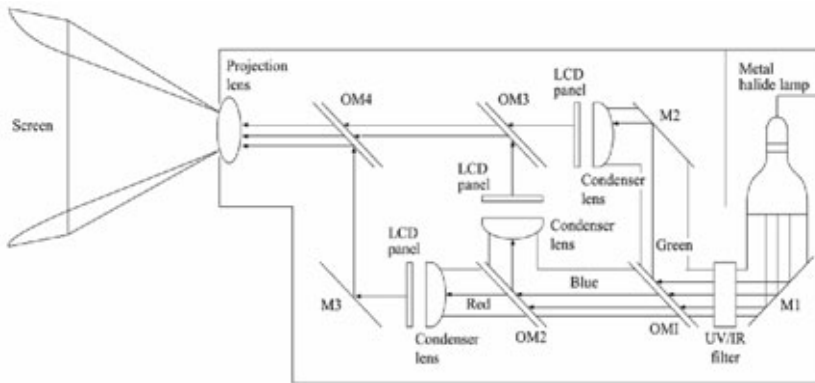 Projection
lens
Screen
OM4
OM3
LCD
panel
M2
Metal
halide lamp
LCD
panel
Condenser
lens
LCD
panel
Condenser
lens
Green
Blue
Red
M3
Condenser
lens
OM2
OM1
UV/IR
filter
M1